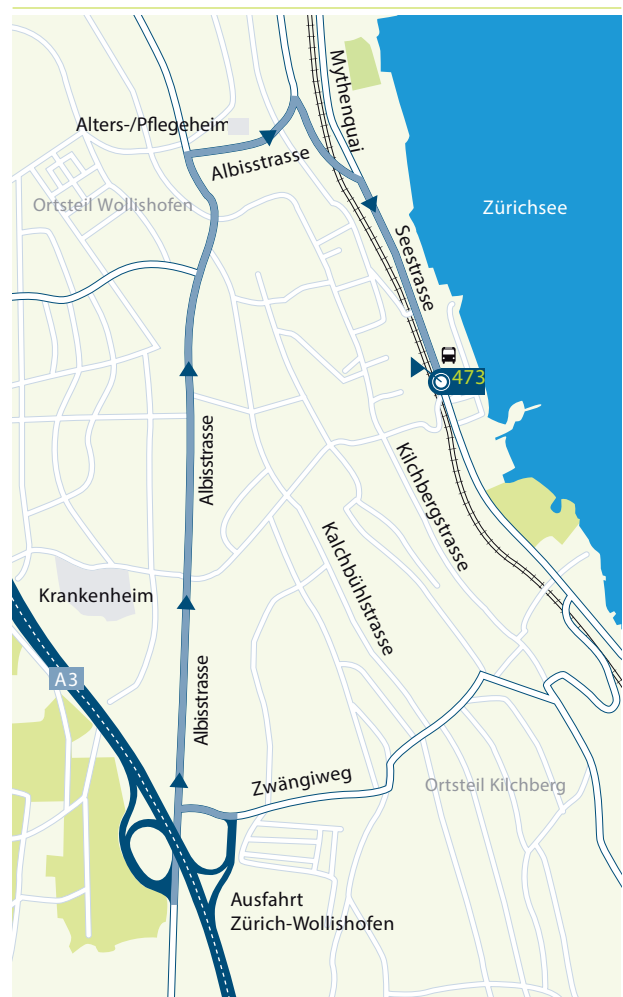 Mythenquai
Alters-/Pflegeheim
Albisstrasse
Ortsteil Wollishofen
Zürichsee
Seestrasse
473
Albisstrasse
Kilchbergstrasse
Kalchbühlstrasse
Krankenheim
A3
Albisstrasse
Zwängiweg
Ortsteil Kilchberg
Ausfahrt
Zürich-Wollishofen